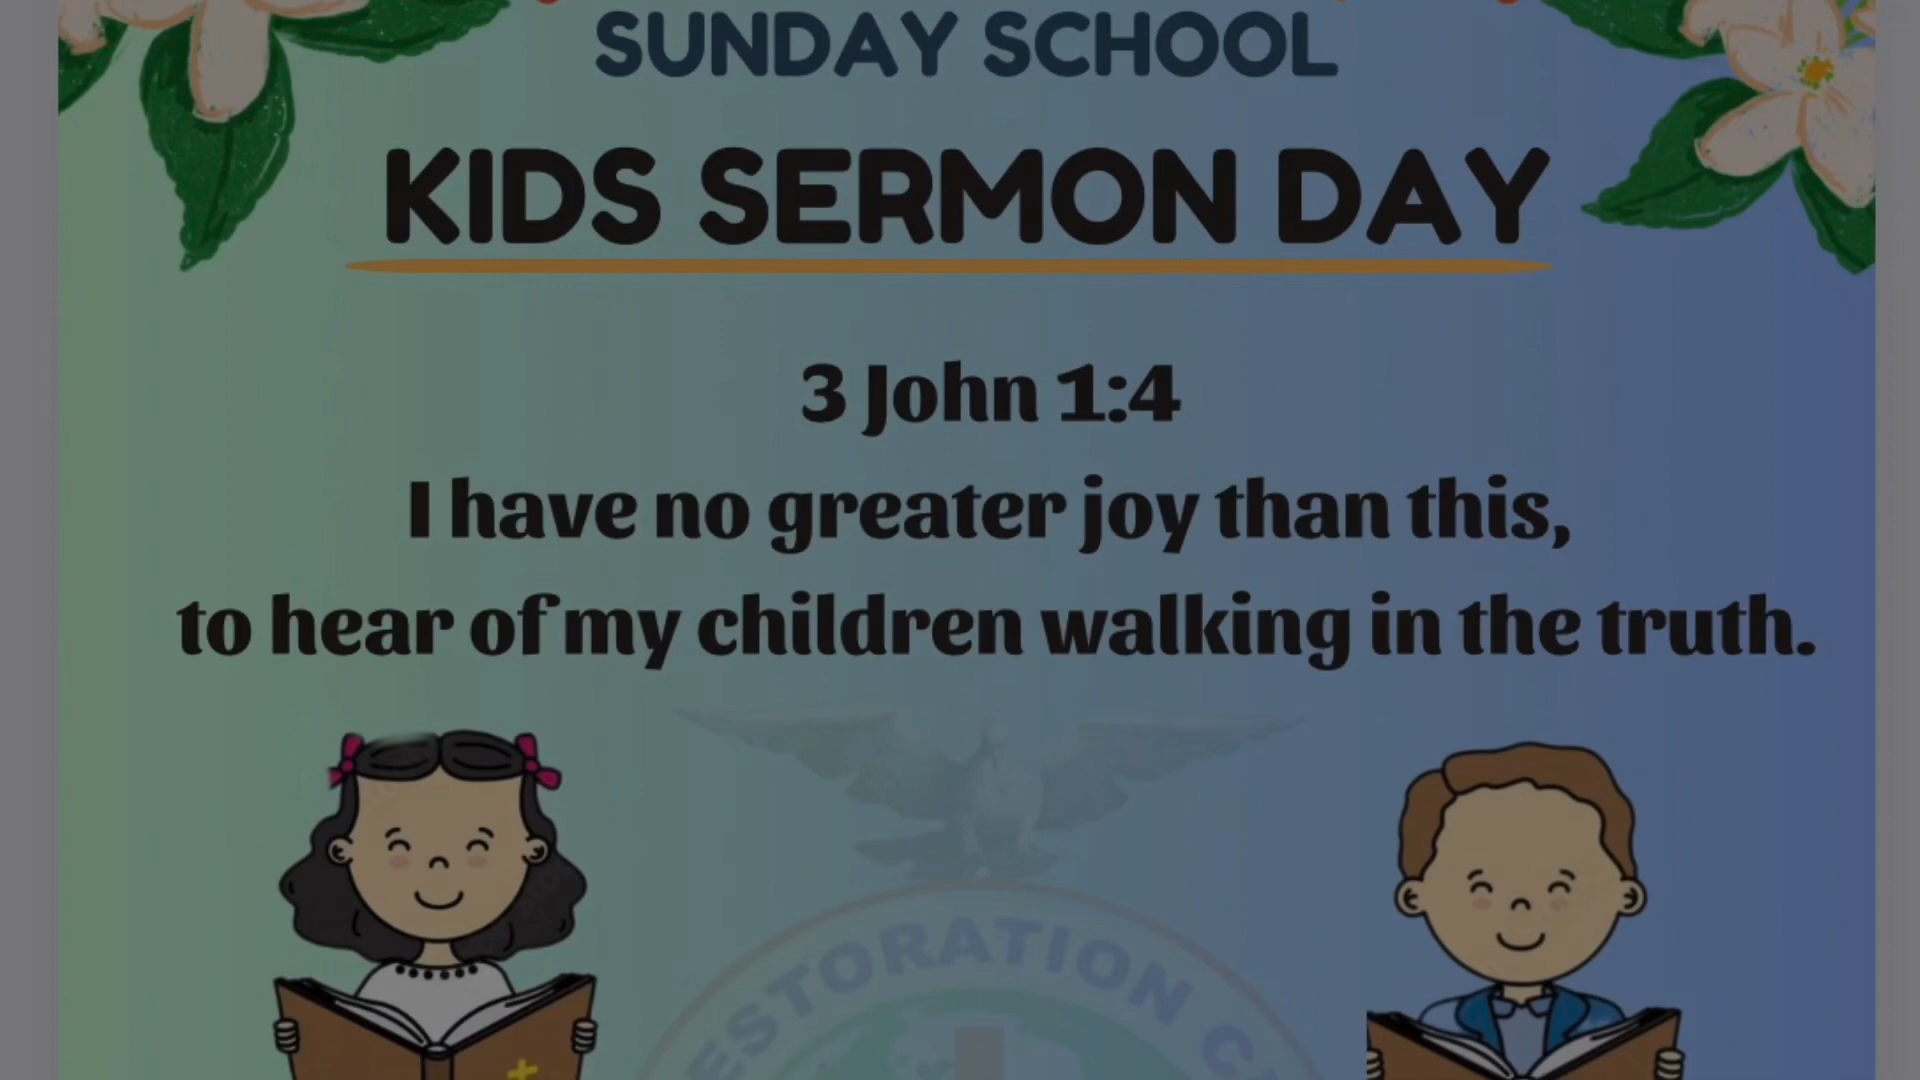 SUNDAY SCHOOL
KIDS SERMON DAY
3 John 1:4
I have no greater joy than this,
to hear of my children walking in the truth.
ESTORATION C